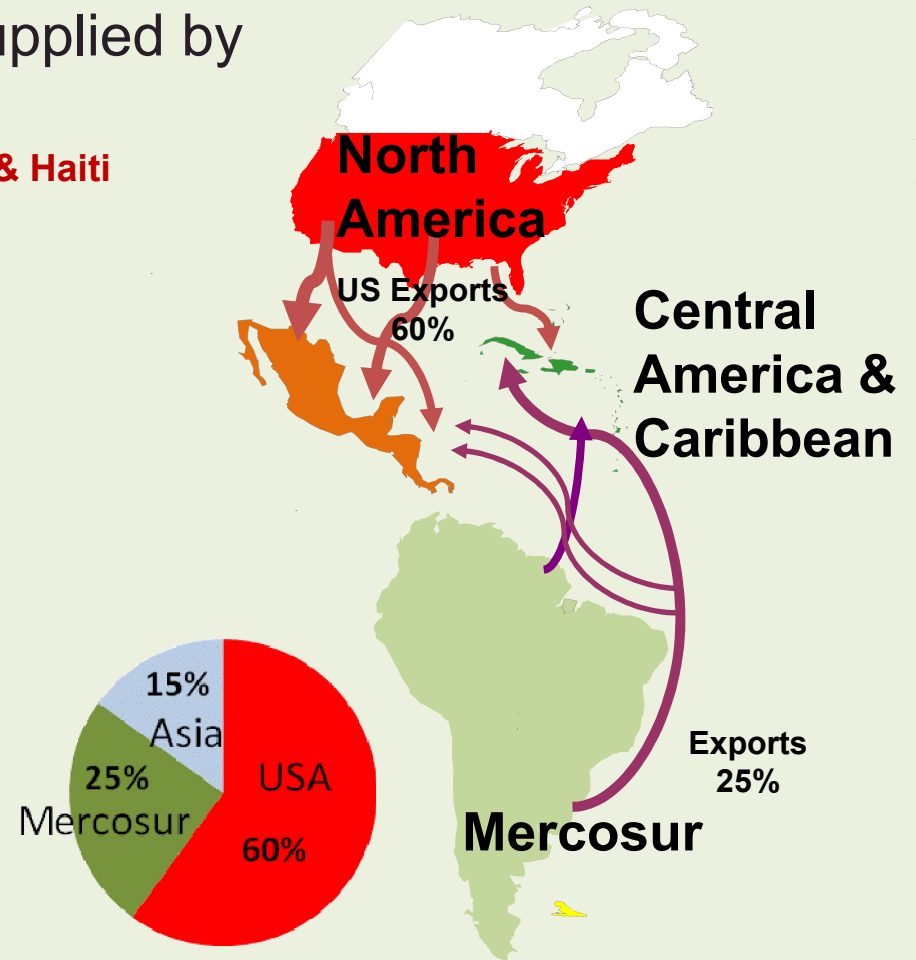 upplied by
& Haiti
North
America
US Exports
60%
Central
America &
Caribbean
15%
Asia
25%
Mercosur
USA
60%
Exports
25%
Mercosur